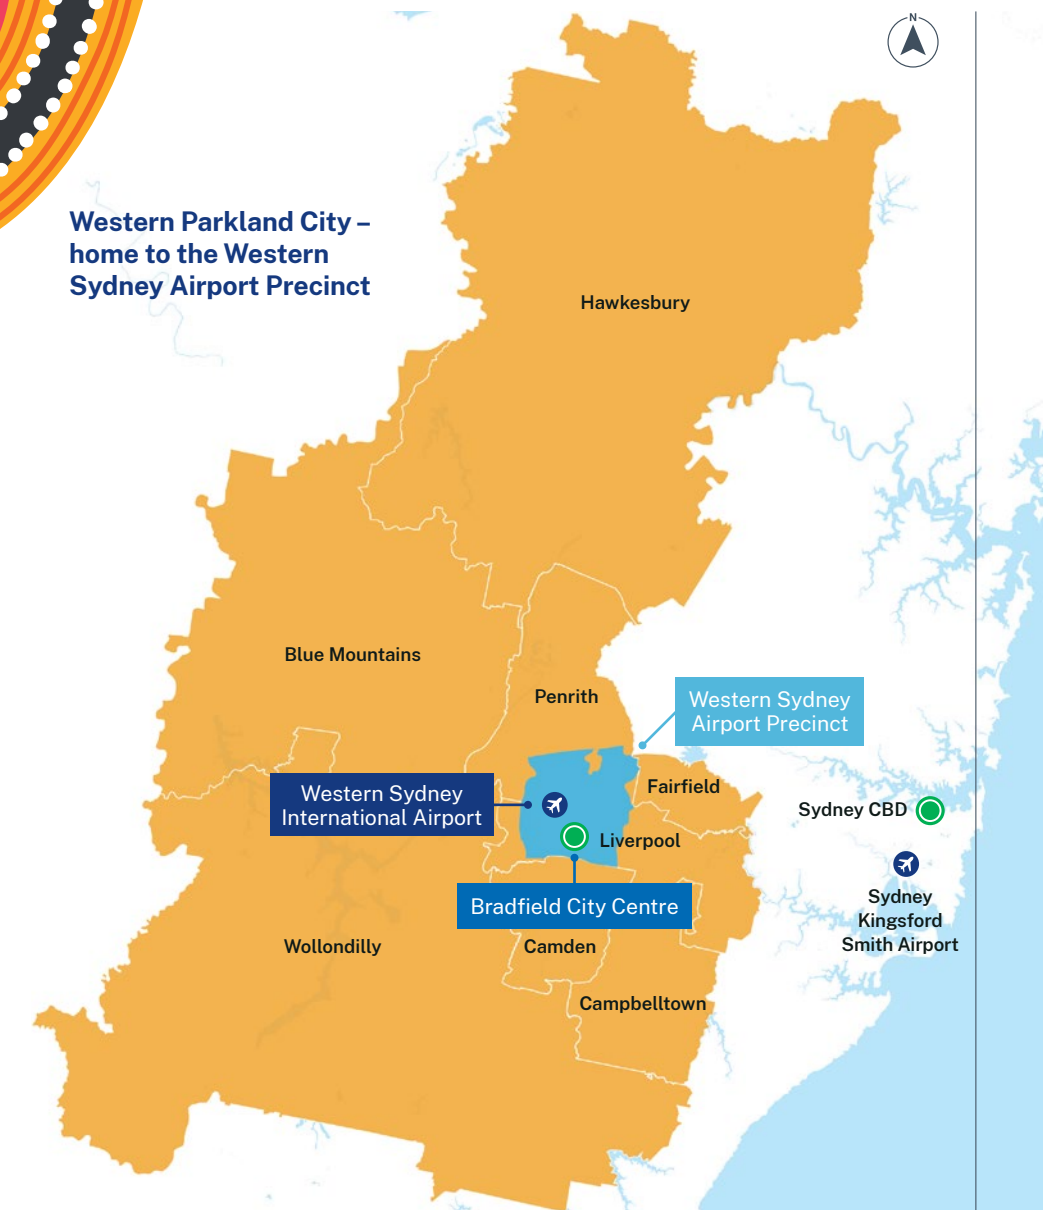 N
Western Parkland City –
home to the Western
Sydney Airport Precinct
Hawkesbury
Blue Mountains
Penrith
Western Sydney
Airport Precinct
Fairfield
Western Sydney
International Airport
Sydney CBD
Liverpool
Sydney
Kingsford
Smith Airport
Bradfield City Centre
Wollondilly
Camden
Campbelltown